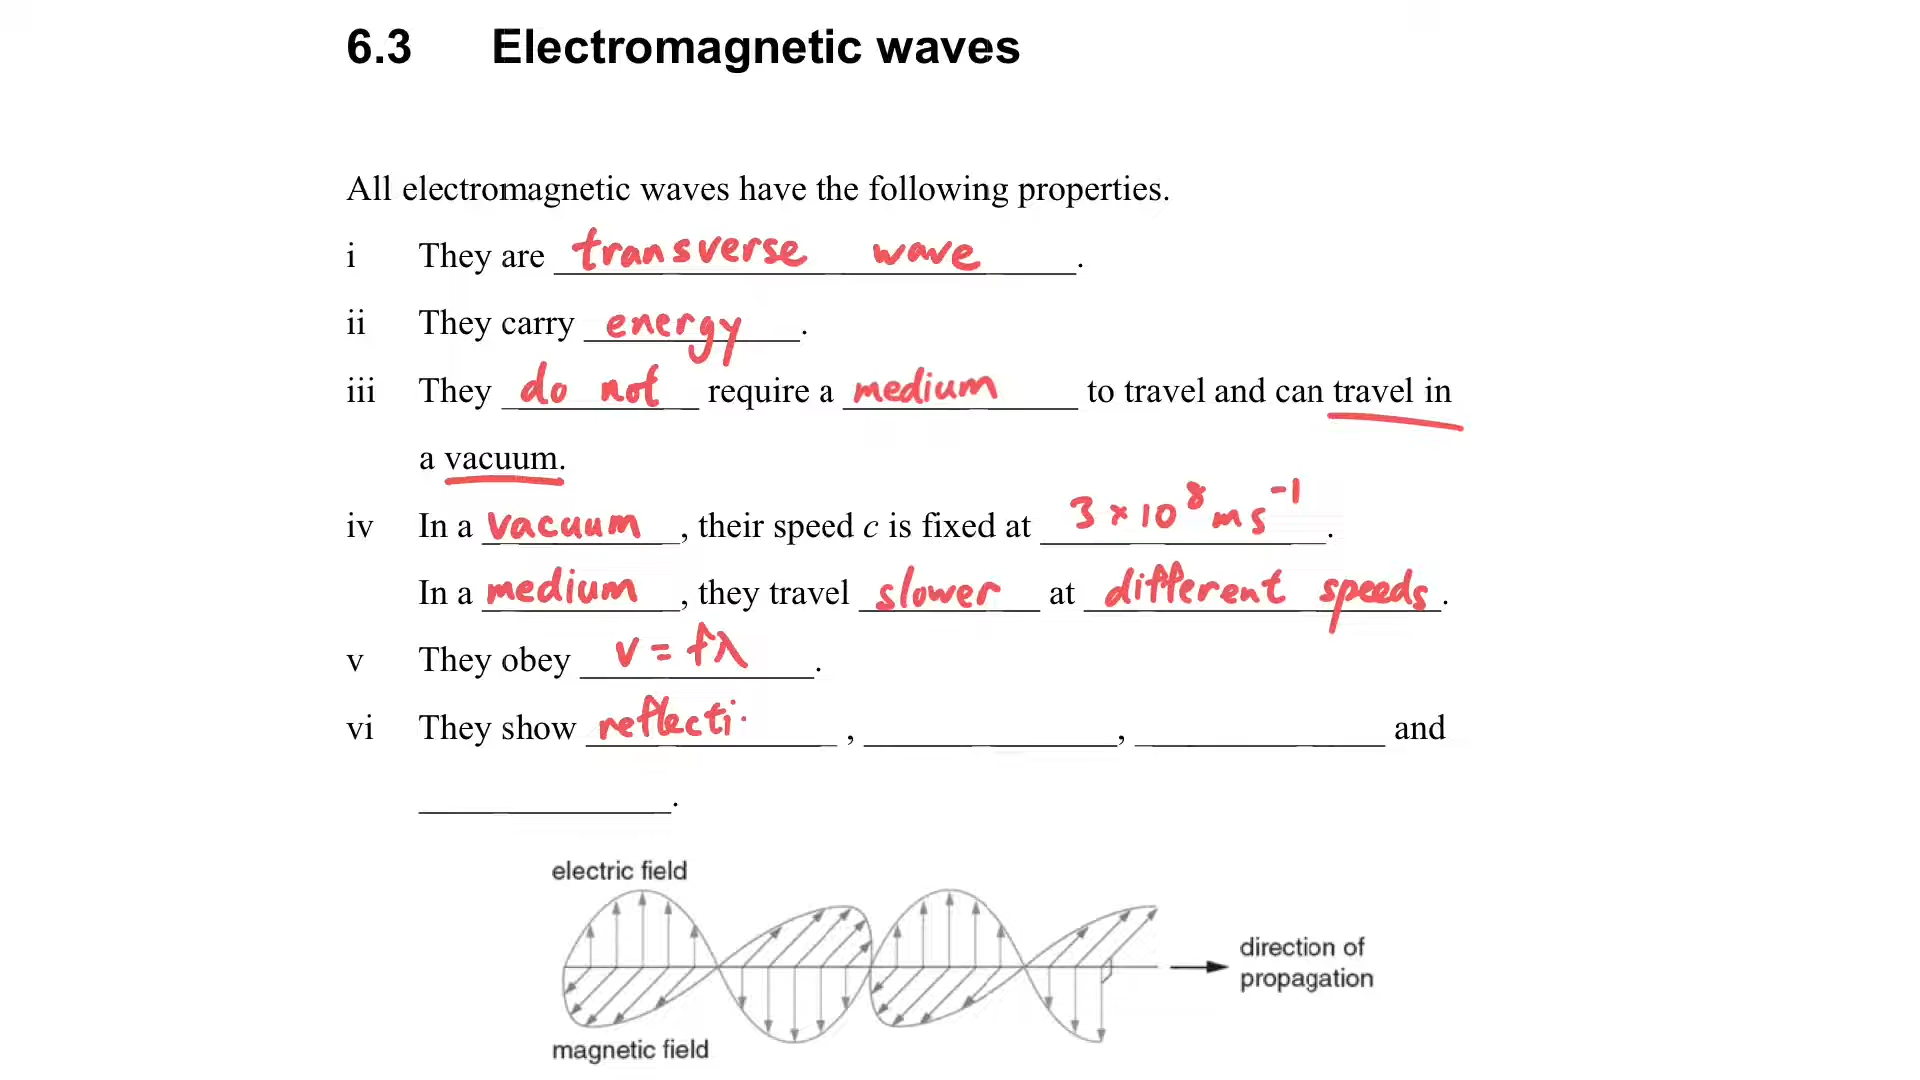 6.3 Electromagnetic waves
All electromagnetic waves have the following properties.
i They are transverse wave.
ii They carry energy.
iii They do not require a medium to travel and can travel in
a vacuum.
iv In a vacuum, their speed c is fixed at 3 × 10⁸ m s⁻¹.
In a medium, they travel slower at different speeds.
v They obey v = fλ.
vi They show reflecti , , and
.
electric field
direction of
propagation
magnetic field